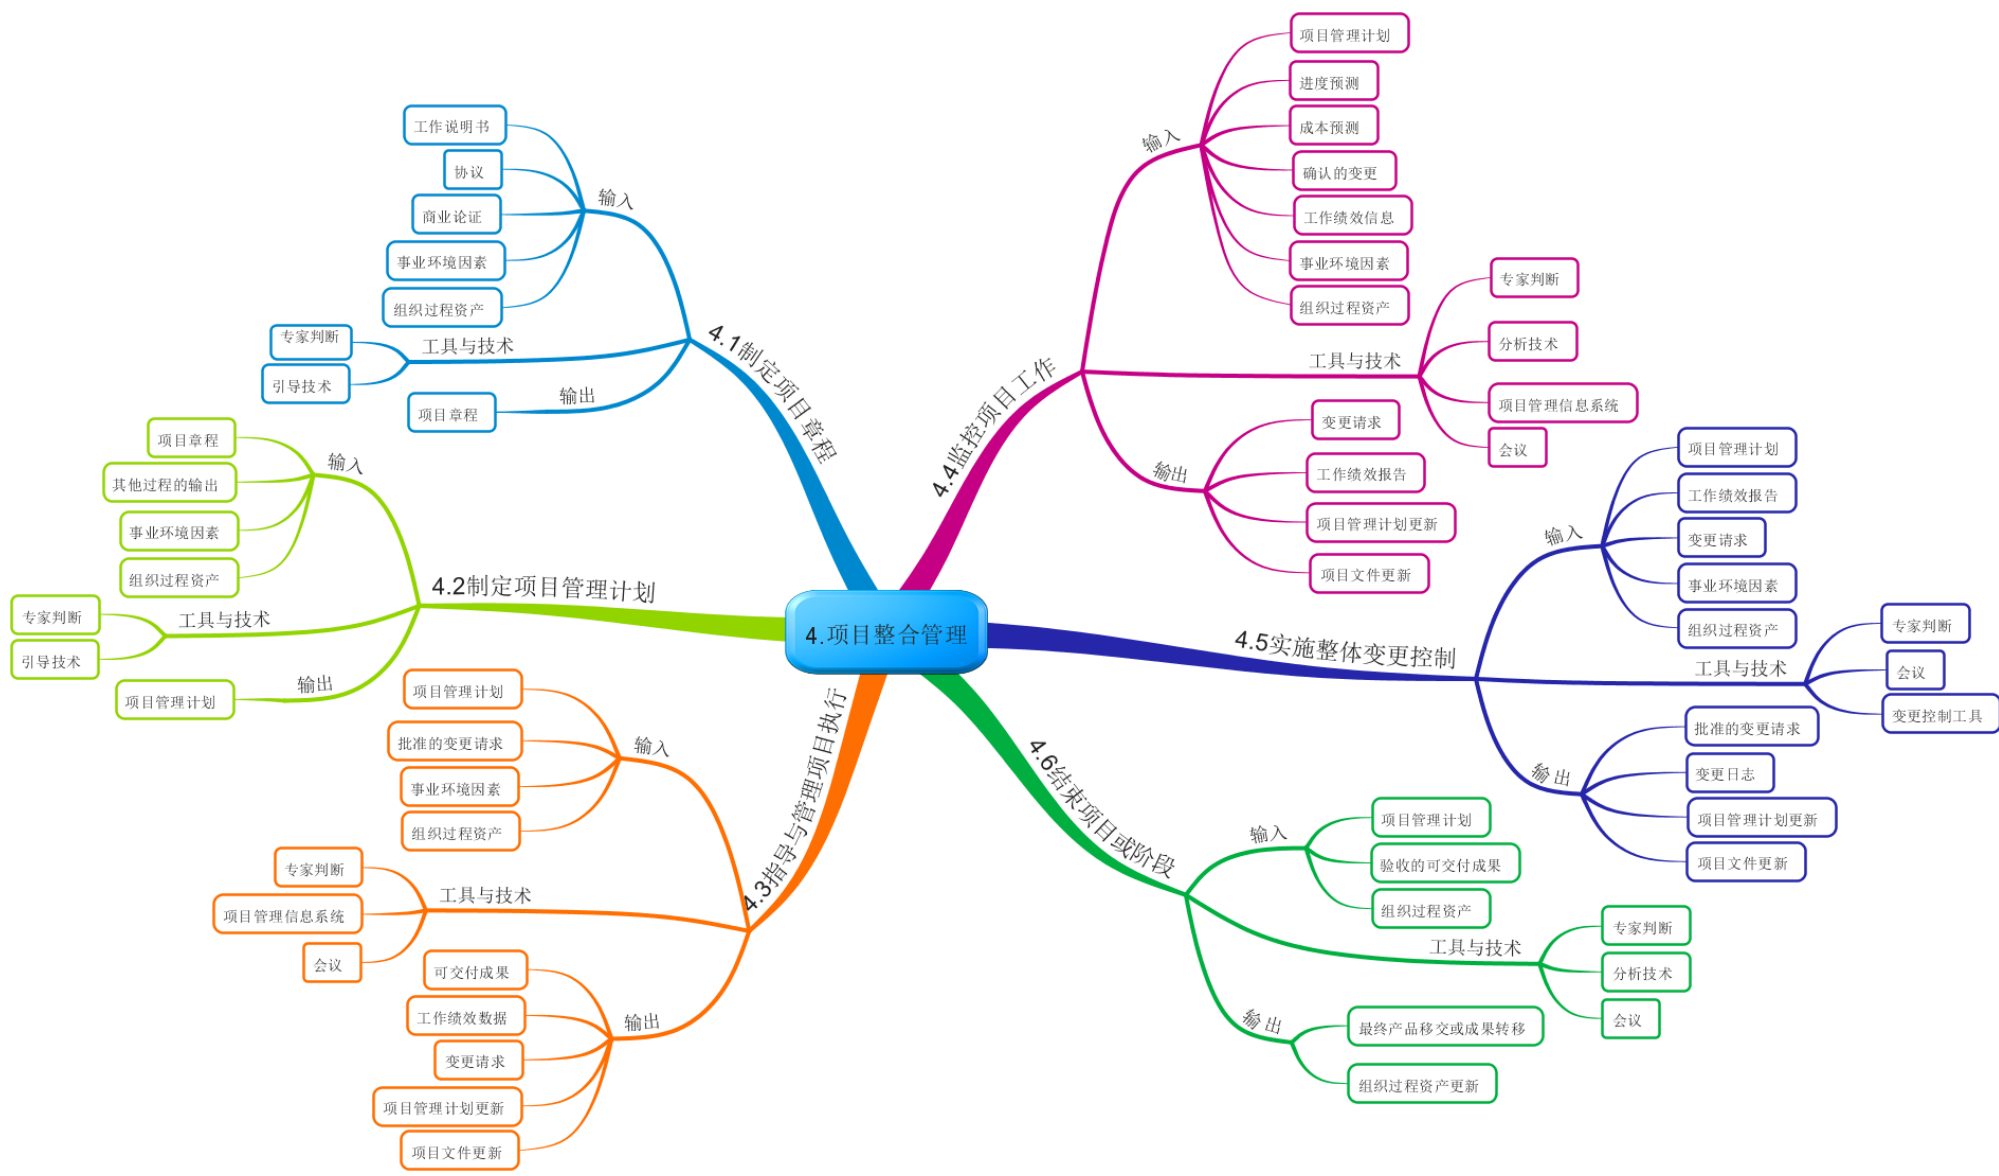 4.项目整合管理
4.1制定项目章程
输入
工作说明书
协议
商业论证
事业环境因素
组织过程资产
工具与技术
专家判断
引导技术
输出
项目章程
4.2制定项目管理计划
输入
项目章程
其他过程的输出
事业环境因素
组织过程资产
工具与技术
专家判断
引导技术
输出
项目管理计划
4.3指导与管理项目执行
输入
项目管理计划
批准的变更请求
事业环境因素
组织过程资产
工具与技术
专家判断
项目管理信息系统
会议
输出
可交付成果
工作绩效数据
变更请求
项目管理计划更新
项目文件更新
4.4监控项目工作
输入
项目管理计划
进度预测
成本预测
确认的变更
工作绩效信息
事业环境因素
组织过程资产
工具与技术
专家判断
分析技术
项目管理信息系统
会议
输出
变更请求
工作绩效报告
项目管理计划更新
项目文件更新
4.5实施整体变更控制
输入
项目管理计划
工作绩效报告
变更请求
事业环境因素
组织过程资产
工具与技术
专家判断
会议
变更控制工具
输出
批准的变更请求
变更日志
项目管理计划更新
项目文件更新
4.6结束项目或阶段
输入
项目管理计划
验收的可交付成果
组织过程资产
工具与技术
专家判断
分析技术
会议
输出
最终产品移交或成果转移
组织过程资产更新